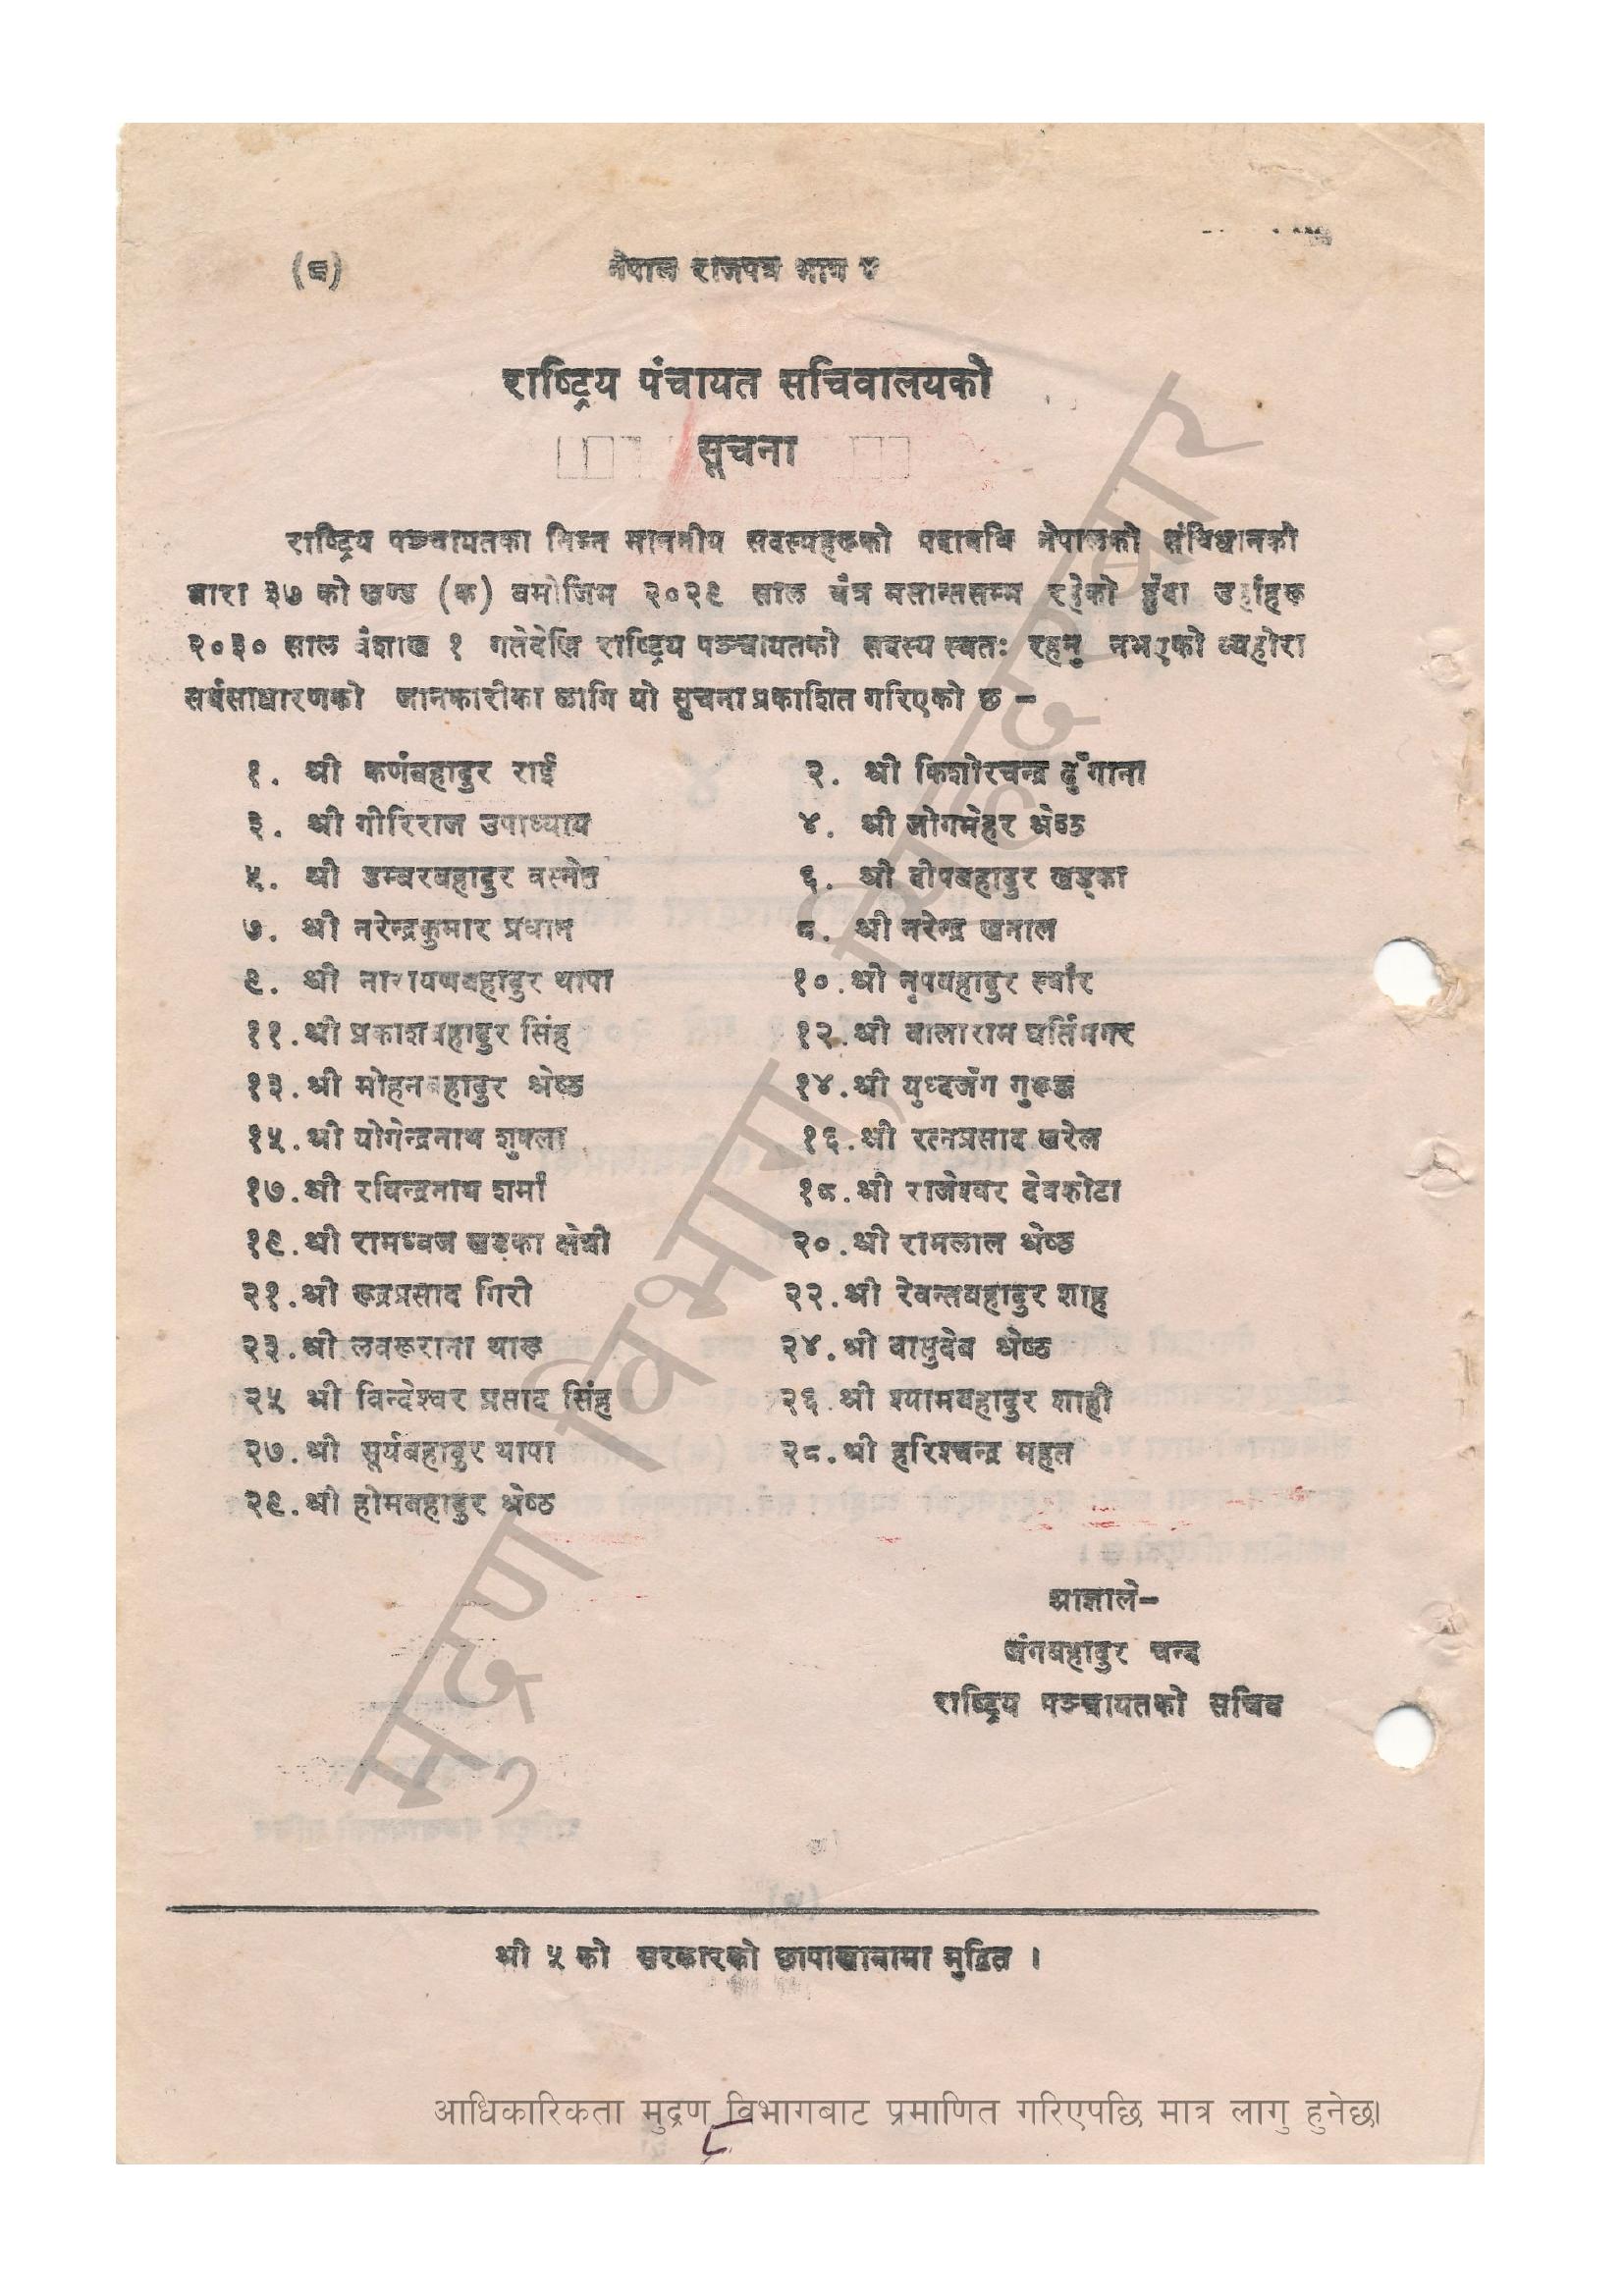 (८) नेपाल राजपत्र भाग ४
राष्ट्रिय पंचायत सचिवालयको
सूचना
राष्ट्रिय पञ्चायतका निम्न माननीय सदस्यहरूको पदावधि नेपालको संविधानको
धारा ३७ को खण्ड (क) बमोजिम २०२९ साल चैत्र मसान्तसम्म रहेको हुँदा उहाँहरू
२०३० साल वैशाख १ गतेदेखि राष्ट्रिय पञ्चायतको सदस्य स्वतः रहनु नभएको व्यहोरा
सर्वसाधारणको जानकारीका लागि यो सूचना प्रकाशित गरिएको छ –
१. श्री कर्णबहादुर राई २. श्री किशोरचन्द्र ढुँगाना
३. श्री गीरिराज उपाध्याय ४. श्री जोगमेहर श्रेष्ठ
५. श्री डम्बरबहादुर बस्नेत ६. श्री दीपबहादुर खड्का
७. श्री नरेन्द्रकुमार प्रधान ८. श्री नरेन्द्र खनाल
९. श्री नारायणबहादुर थापा १०. श्री नृपबहादुर स्वाँर
११. श्री प्रकाशबहादुर सिंह १२. श्री बालाराम घर्तिमगर
१३. श्री मोहनबहादुर श्रेष्ठ १४. श्री युध्दजंग गुरूङ्ग
१५. श्री योगेन्द्रनाथ शुक्ला १६. श्री रत्नप्रसाद खरेल
१७. श्री रविन्द्रनाथ शर्मा १८. श्री राजेश्वर देवकोटा
१९. श्री रामध्वज खड्का क्षेत्री २०. श्री रामलाल श्रेष्ठ
२१. श्री रूद्रप्रसाद गिरी २२. श्री रेवन्तबहादुर शाह
२३. श्री लवरूराना थारू २४. श्री वासुदेव श्रेष्ठ
२५ श्री विन्देश्वर प्रसाद सिंह २६. श्री श्यामबहादुर शाही
२७. श्री सूर्यबहादुर थापा २८. श्री हरिश्चन्द्र महत
२९. श्री होमबहादुर श्रेष्ठ
आज्ञाले–
जंगबहादुर चन्द
राष्ट्रिय पञ्चायतको सचिव
श्री ५ को सरकारको छापाखानामा मुद्रित ।
मुद्रण विभाग, सिंहदरबार
आधिकारिकता मुद्रण विभागबाट प्रमाणित गरिएपछि मात्र लागु हुनेछ।